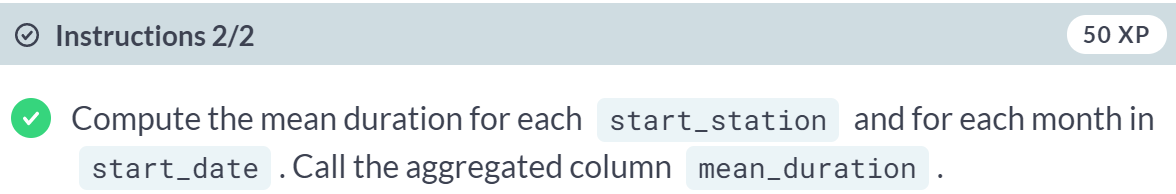 Instructions 2/2 50 XP
Compute the mean duration for each start_station and for each month in
start_date . Call the aggregated column mean_duration .